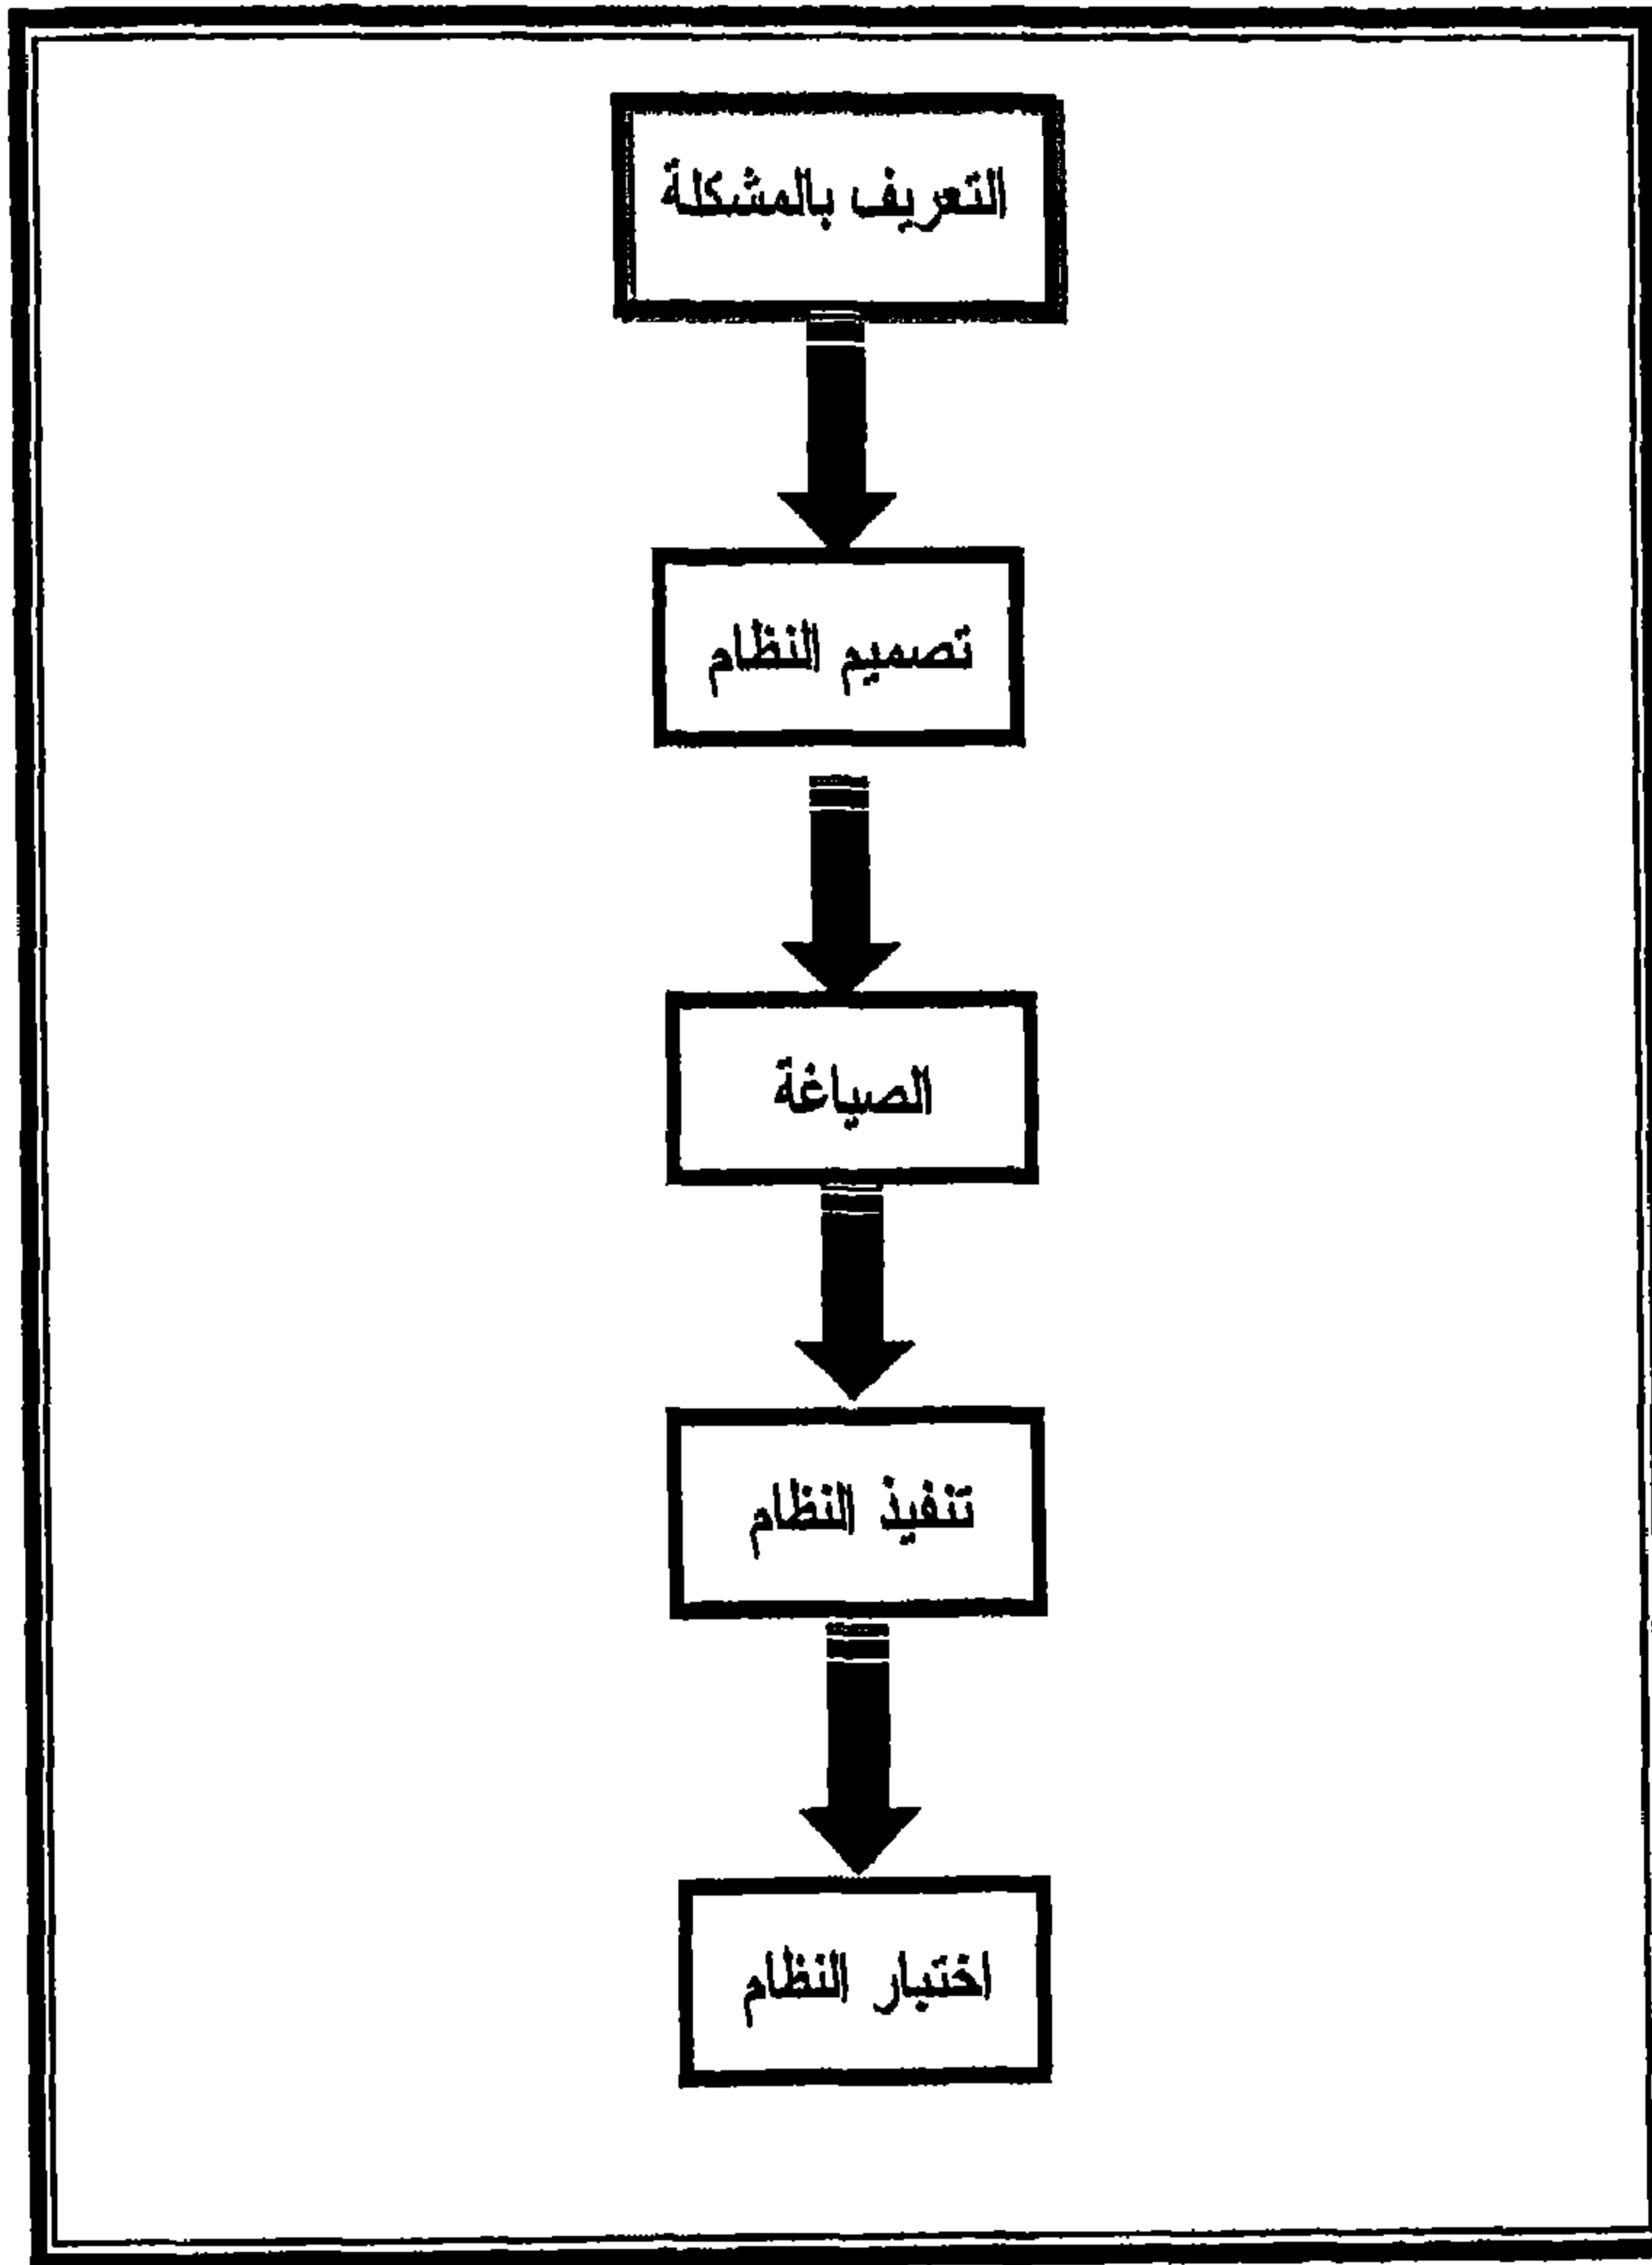 التعريف بالمشكلة
تصميم النظام
الصياغة
تنفيذ النظام
اختبار النظام